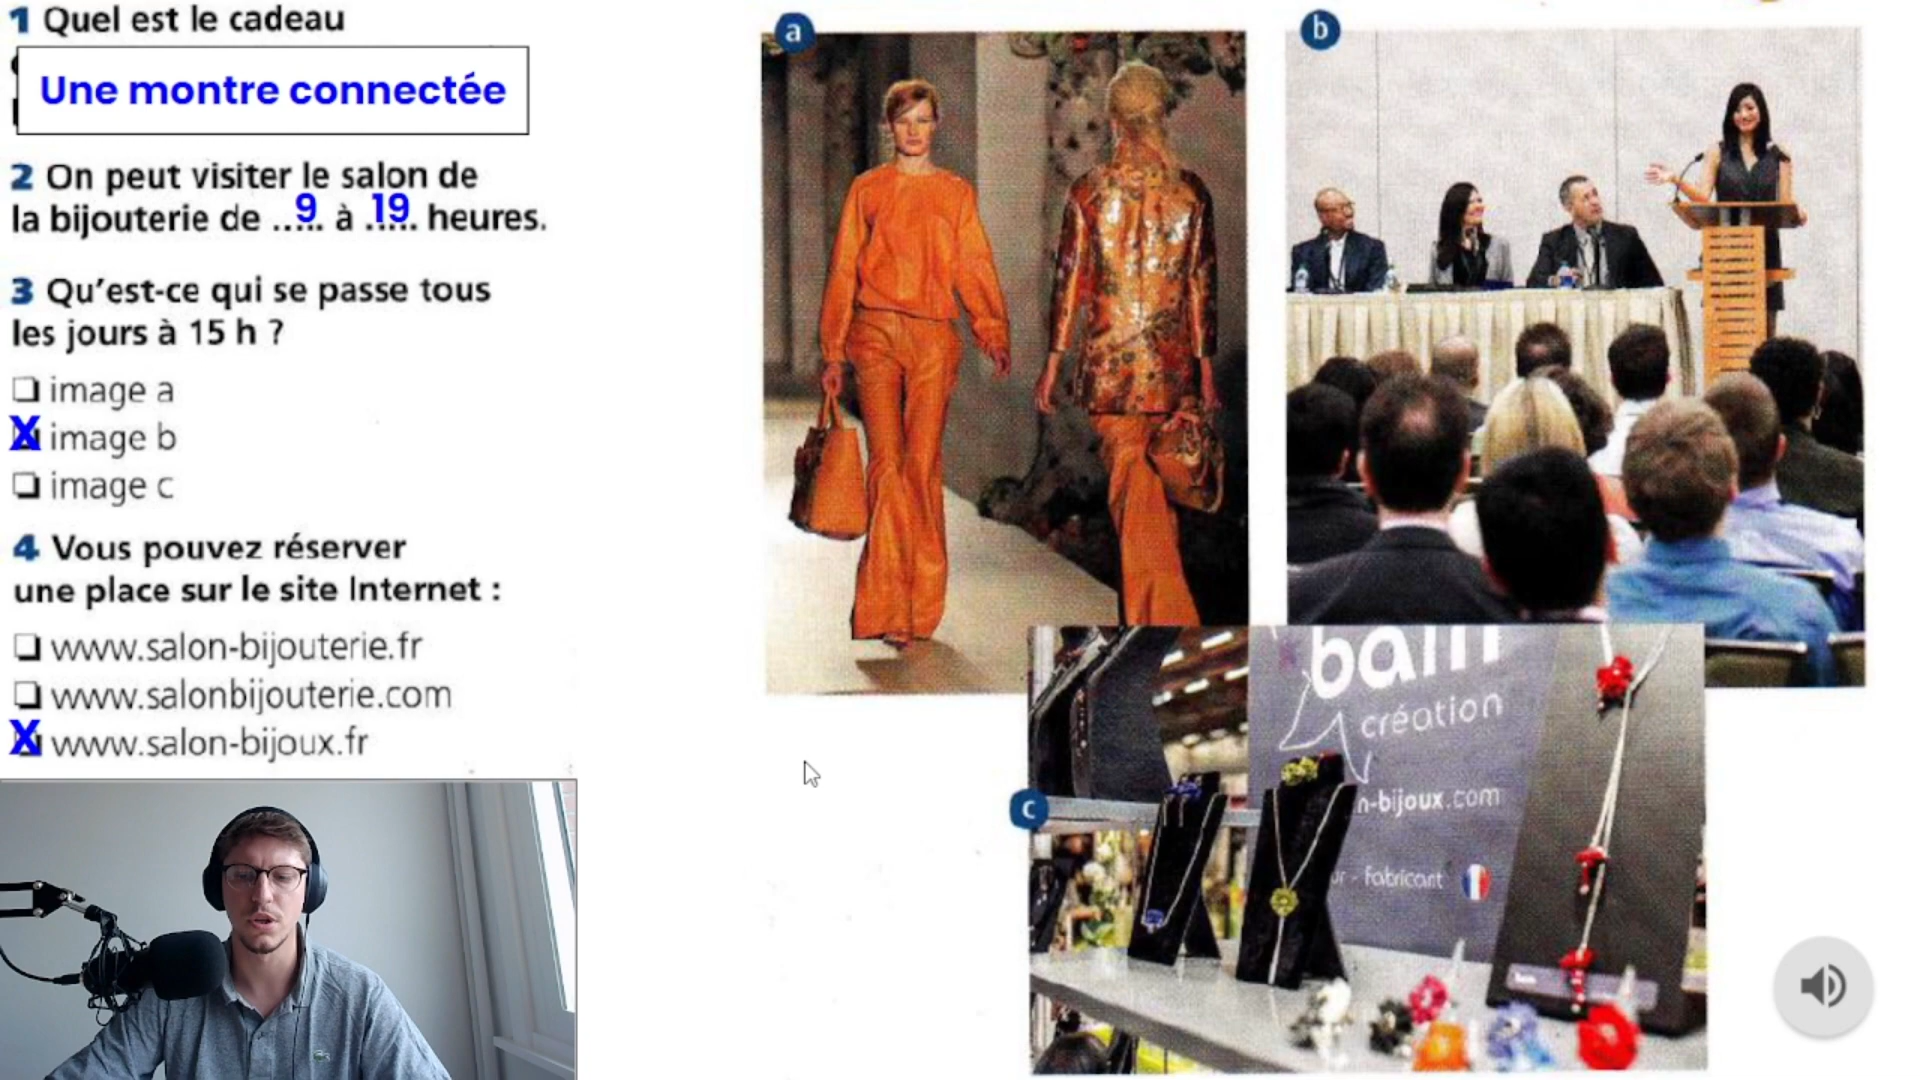 1 Quel est le cadeau
Une montre connectée
2 On peut visiter le salon de
la bijouterie de ..9.. à ..19.. heures.
3 Qu'est-ce qui se passe tous
les jours à 15 h ?
❑ image a
X image b
❑ image c
4 Vous pouvez réserver
une place sur le site Internet :
❑ www.salon-bijouterie.fr
❑ www.salonbijouterie.com
X www.salon-bijoux.fr
a
b
c
création
n-bijoux.com
fabricant